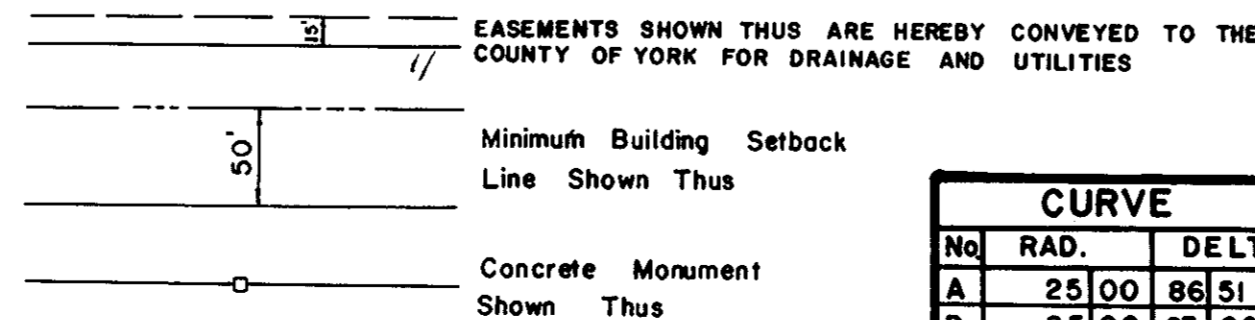 15'
EASEMENTS SHOWN THUS ARE HEREBY CONVEYED TO THE
COUNTY OF YORK FOR DRAINAGE AND UTILITIES
50'
Minimum Building Setback
Line Shown Thus
Concrete Monument
Shown Thus
CURVE
No. RAD. DELT
A 25 00 86 51